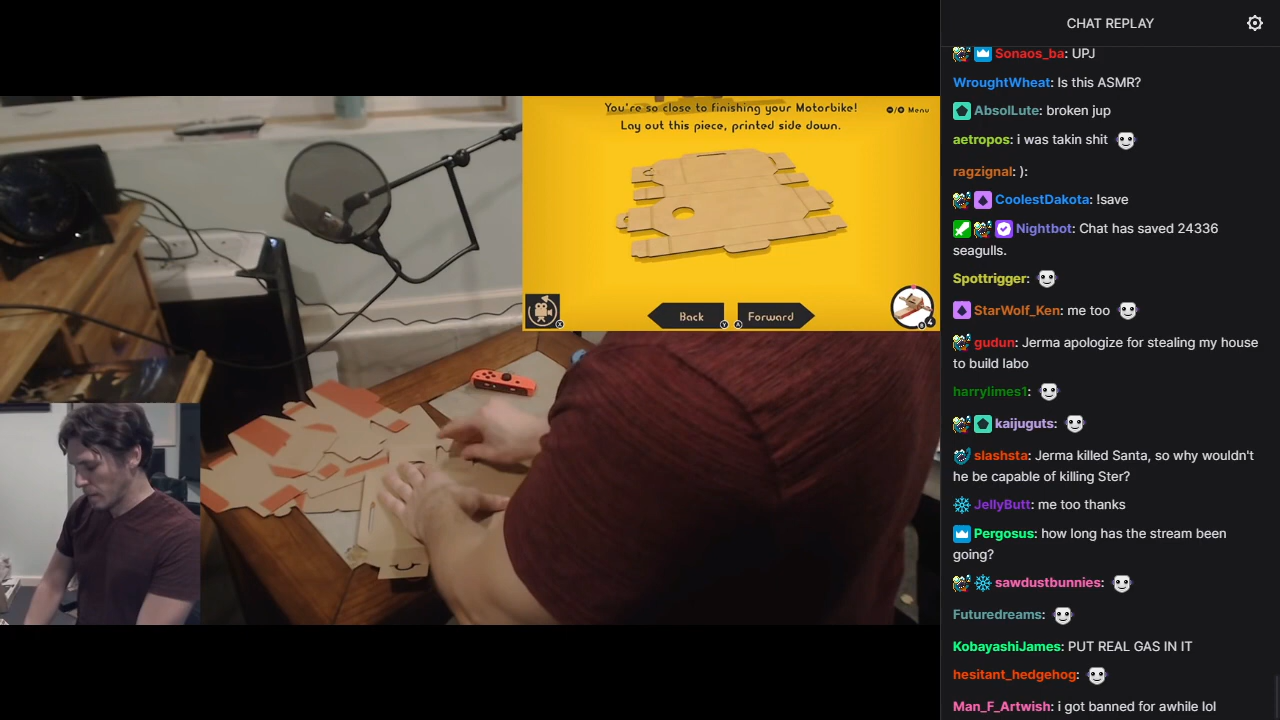 You're so close to finishing your Motorbike!
Lay out this piece, printed side down.
-/+ Menu
Back
Forward
X
Y
A
CHAT REPLAY
Sonaos_ba: UPJ
WroughtWheat: Is this ASMR?
AbsolLute: broken jup
aetropos: i was takin shit
ragzignal: ):
CoolestDakota: !save
Nightbot: Chat has saved 24336
seagulls.
Spottrigger:
StarWolf_Ken: me too
gudun: Jerma apologize for stealing my house
to build labo
harrylimes1:
kaijuguts:
slashsta: Jerma killed Santa, so why wouldn't
he be capable of killing Ster?
JellyButt: me too thanks
Pergosus: how long has the stream been
going?
sawdustbunnies:
Futuredreams:
KobayashiJames: PUT REAL GAS IN IT
hesitant_hedgehog:
Man_F_Artwish: i got banned for awhile lol